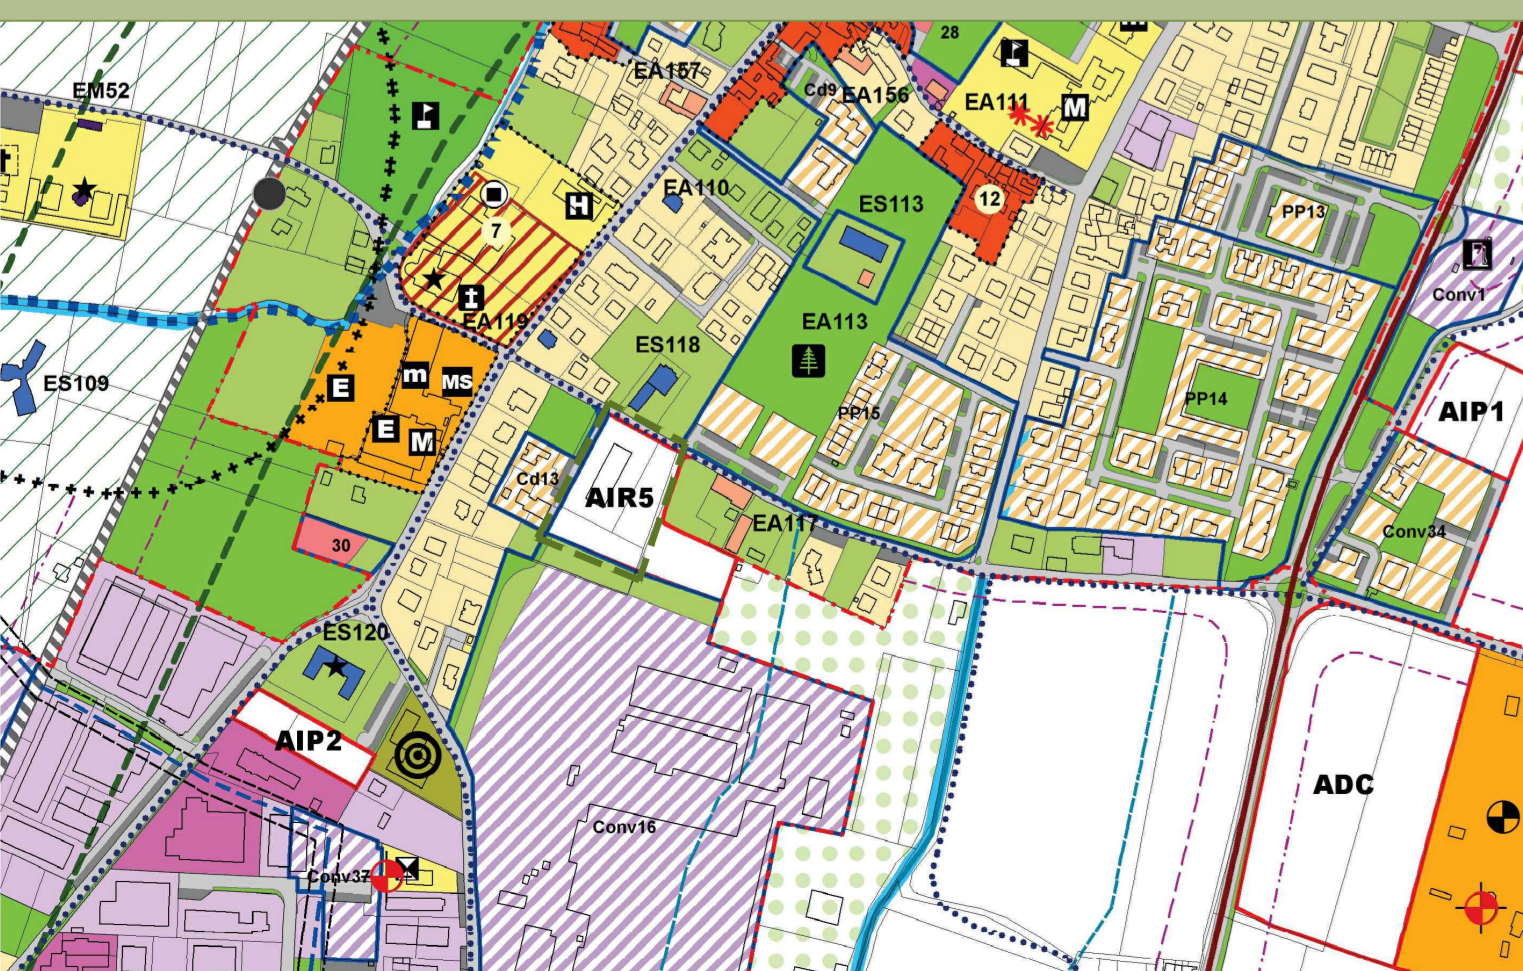 28
EA157
EM52
Cd9
EA156
EA111
M
EA110
ES113
12
PP13
7
H
Conv1
EA119
EA113
ES118
ES109
E
m
MS
PP14
PP15
AIP1
E
M
Cd13
AIR5
EA117
Conv34
30
ES120
AIP2
ADC
Conv16
Conv37